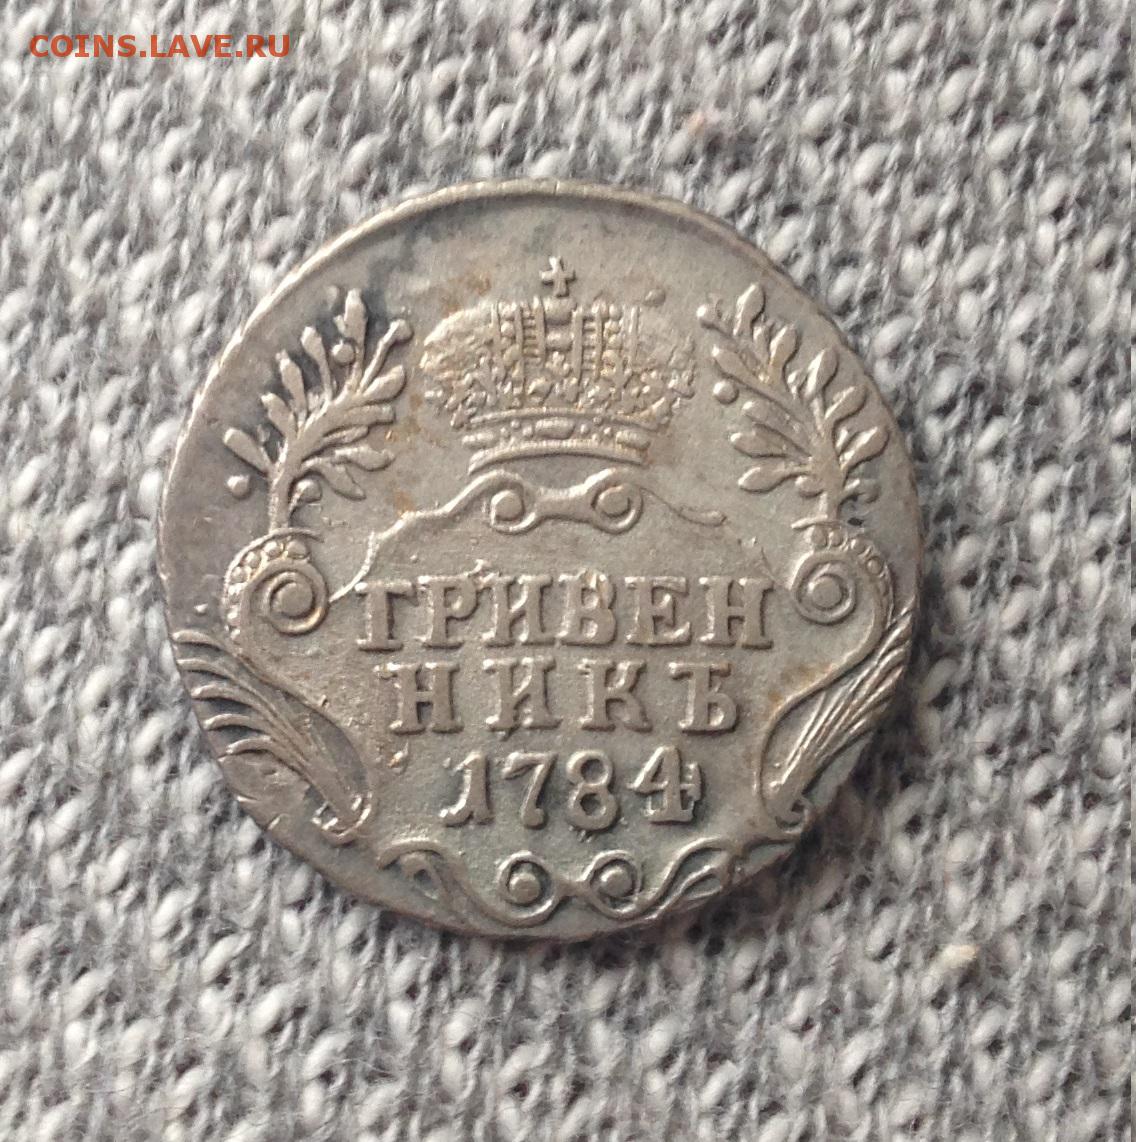 COINS.LAVE.RU
ГРИВЕН
НИКЪ
1784